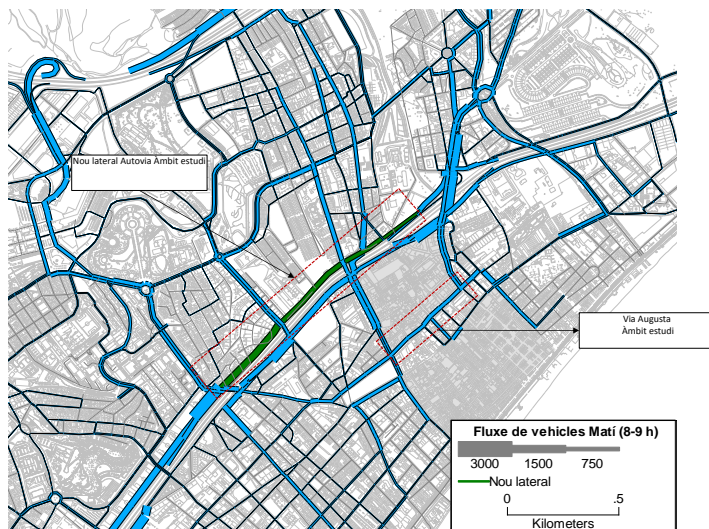 Nou lateral Autovia Àmbit estudi
Via Augusta
Àmbit estudi
Fluxe de vehicles Matí (8-9 h)
3000 1500 750
Nou lateral
0 .5
Kilometers